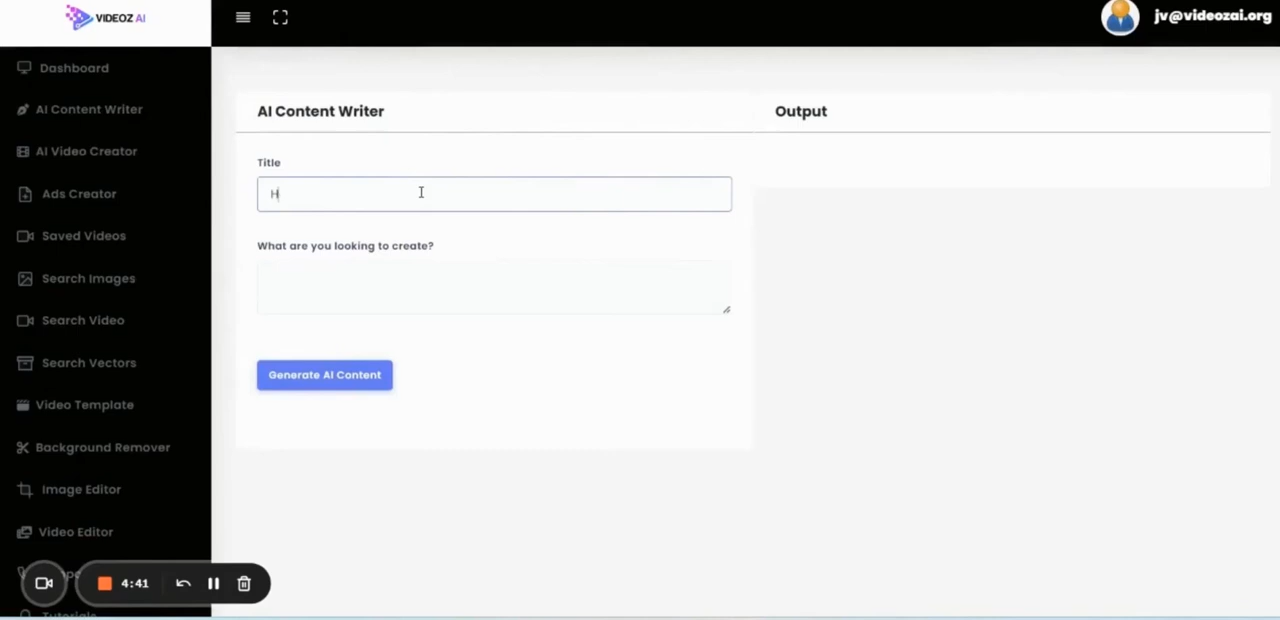 VIDEOZ AI
jv@videozai.org
Dashboard
AI Content Writer
AI Video Creator
Ads Creator
Saved Videos
Search Images
Search Video
Search Vectors
Video Template
Background Remover
Image Editor
Video Editor
Tutorials
4:41
AI Content Writer
Title
H
What are you looking to create?
Generate AI Content
Output